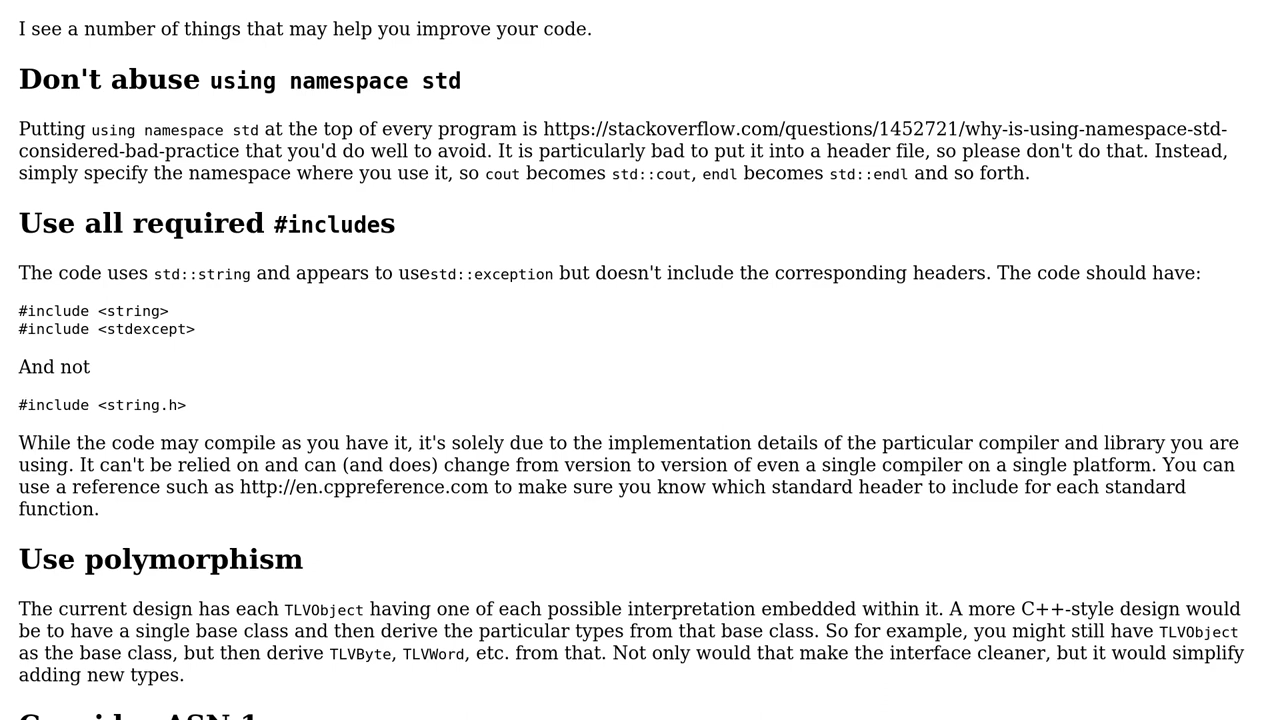 I see a number of things that may help you improve your code.
Don't abuse using namespace std
Putting using namespace std at the top of every program is https://stackoverflow.com/questions/1452721/why-is-using-namespace-std-
considered-bad-practice that you'd do well to avoid. It is particularly bad to put it into a header file, so please don't do that. Instead,
simply specify the namespace where you use it, so cout becomes std::cout, endl becomes std::endl and so forth.
Use all required #includes
The code uses std::string and appears to usestd::exception but doesn't include the corresponding headers. The code should have:
#include <string>
#include <stdexcept>
And not
#include <string.h>
While the code may compile as you have it, it's solely due to the implementation details of the particular compiler and library you are
using. It can't be relied on and can (and does) change from version to version of even a single compiler on a single platform. You can
use a reference such as http://en.cppreference.com to make sure you know which standard header to include for each standard
function.
Use polymorphism
The current design has each TLVObject having one of each possible interpretation embedded within it. A more C++-style design would
be to have a single base class and then derive the particular types from that base class. So for example, you might still have TLVObject
as the base class, but then derive TLVByte, TLVWord, etc. from that. Not only would that make the interface cleaner, but it would simplify
adding new types.
Consider ASN.1